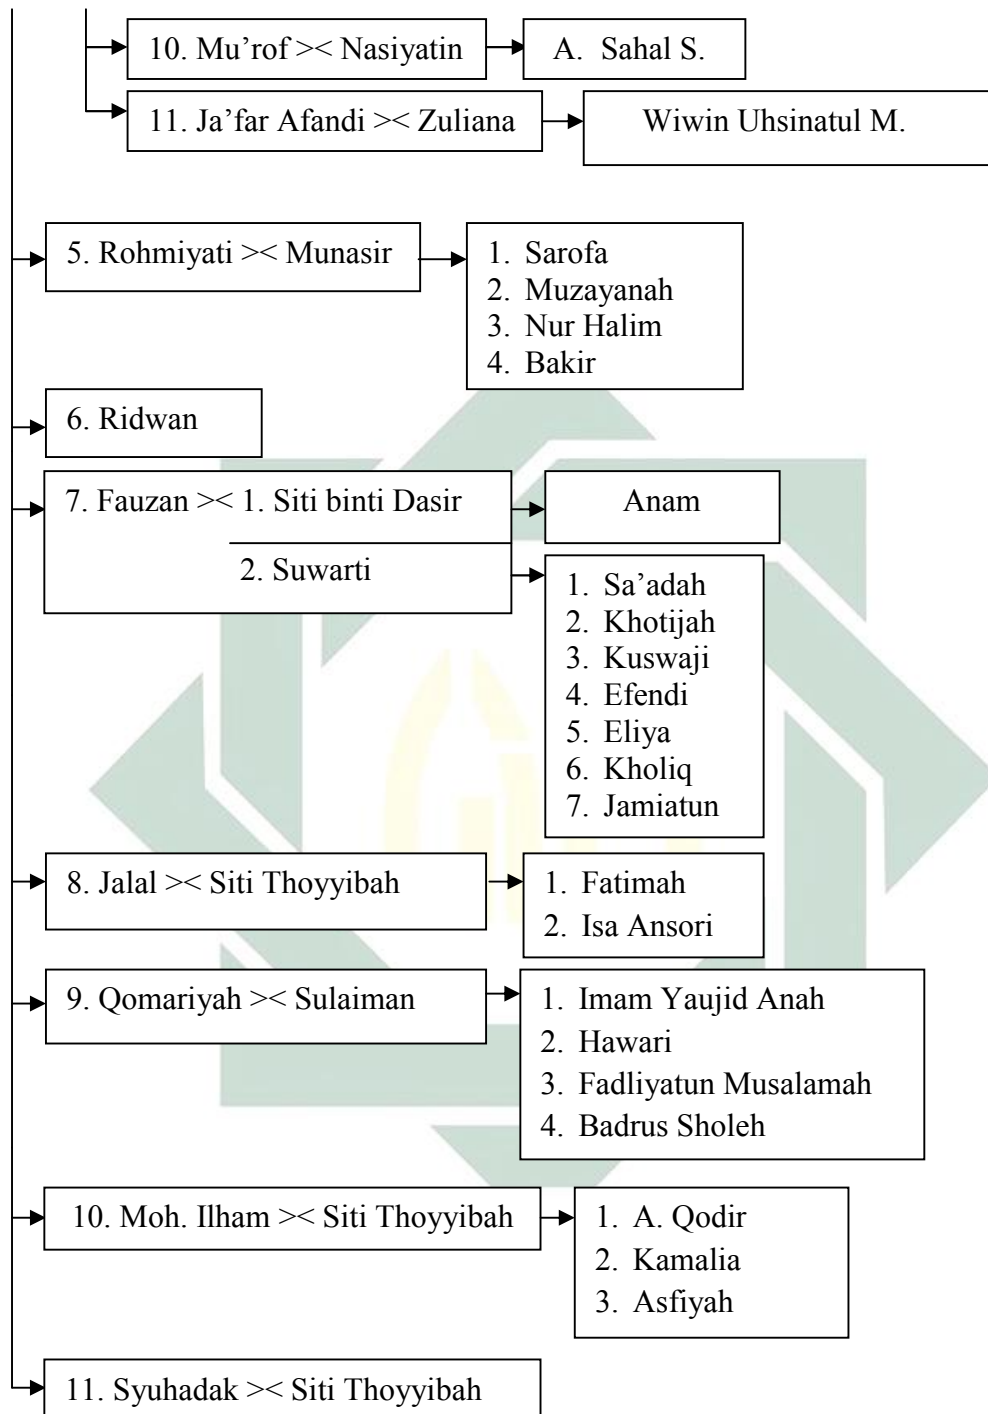 10. Mu’rof >< Nasiyatin
A. Sahal S.
11. Ja’far Afandi >< Zuliana
Wiwin Uhsinatul M.
5. Rohmiyati >< Munasir
1. Sarofa
2. Muzayanah
3. Nur Halim
4. Bakir
6. Ridwan
7. Fauzan >< 1. Siti binti Dasir
Anam
2. Suwarti
1. Sa’adah
2. Khotijah
3. Kuswaji
4. Efendi
5. Eliya
6. Kholiq
7. Jamiatun
8. Jalal >< Siti Thoyyibah
1. Fatimah
2. Isa Ansori
9. Qomariyah >< Sulaiman
1. Imam Yaujid Anah
2. Hawari
3. Fadliyatun Musalamah
4. Badrus Sholeh
10. Moh. Ilham >< Siti Thoyyibah
1. A. Qodir
2. Kamalia
3. Asfiyah
11. Syuhadak >< Siti Thoyyibah